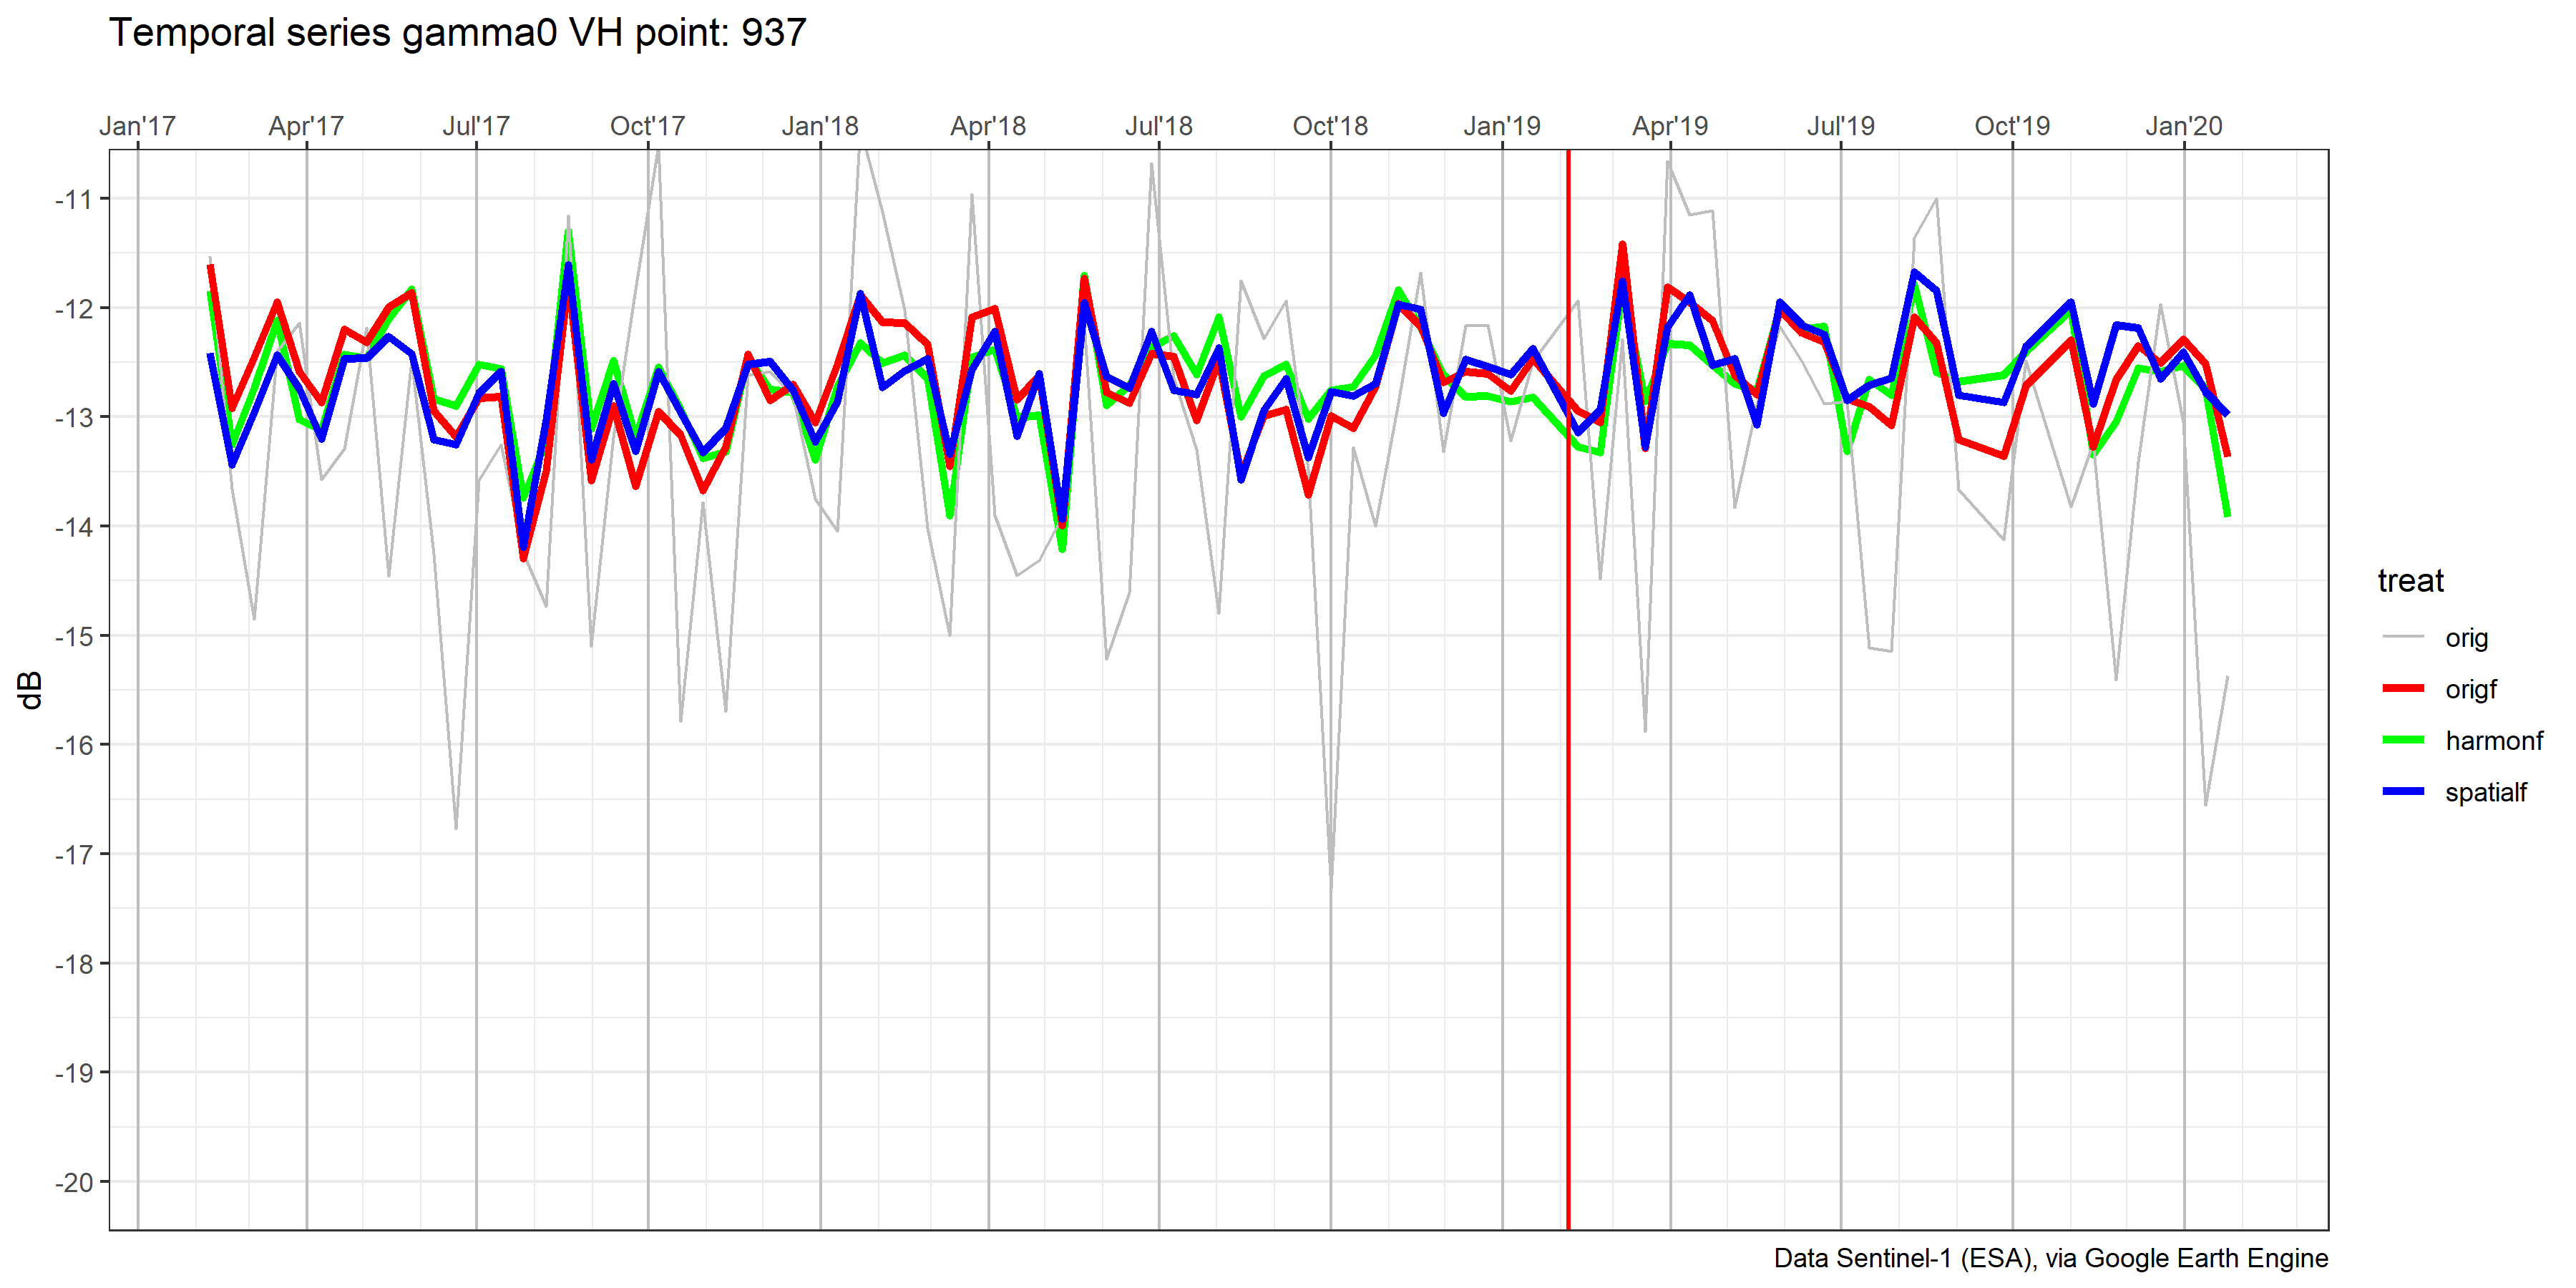 Temporal series gamma0 VH point: 937
Jan'17 Apr'17 Jul'17 Oct'17 Jan'18 Apr'18 Jul'18 Oct'18 Jan'19 Apr'19 Jul'19 Oct'19 Jan'20
-11
-12
-13
-14
-15
-16
-17
-18
-19
-20
dB
treat
orig
origf
harmonf
spatialf
Data Sentinel-1 (ESA), via Google Earth Engine